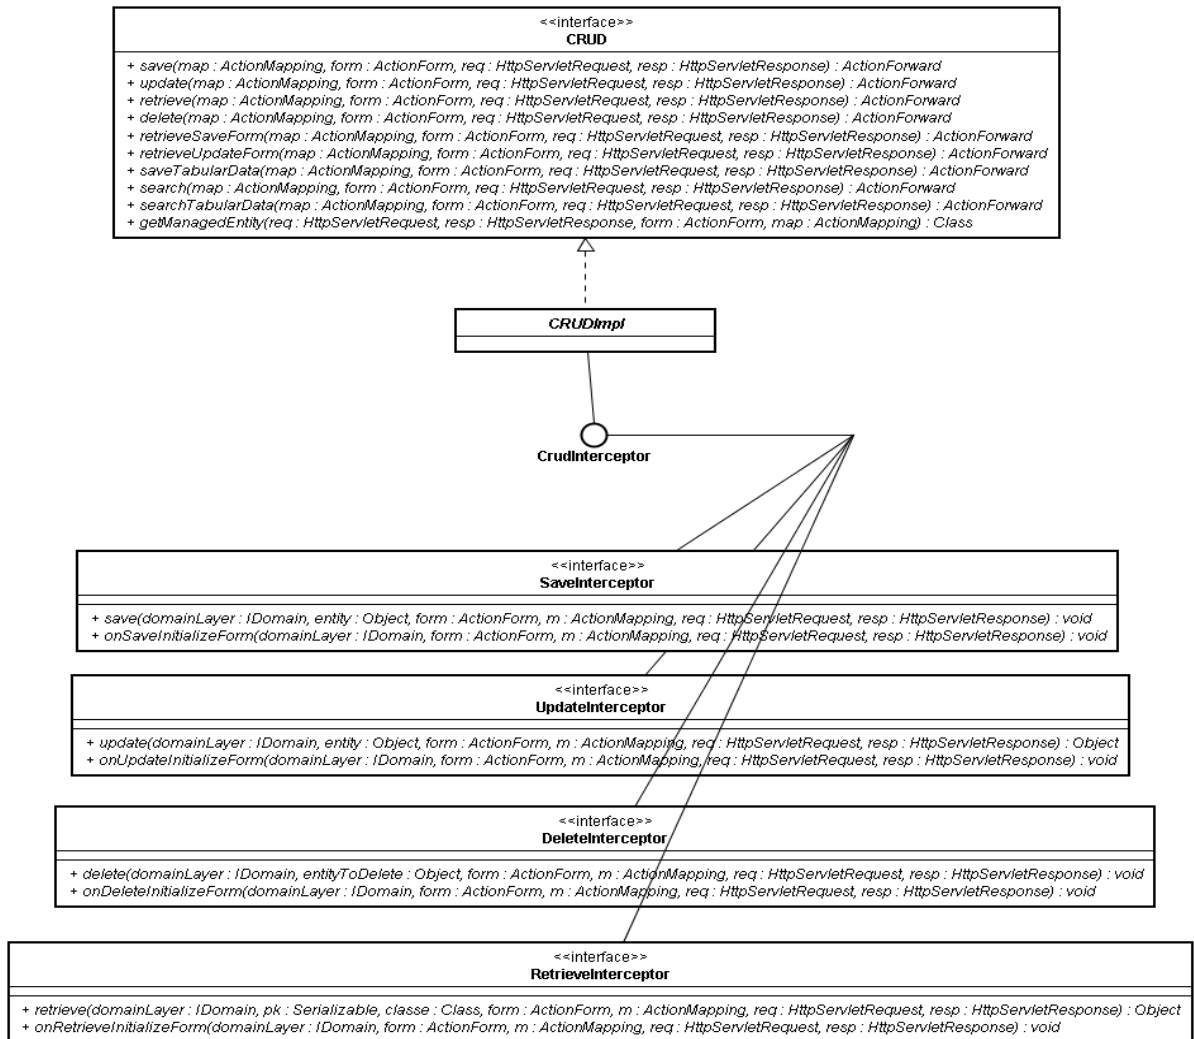 <<interface>>
CRUD
+ save(map : ActionMapping, form : ActionForm, req : HttpServletRequest, resp : HttpServletResponse) : ActionForward
+ update(map : ActionMapping, form : ActionForm, req : HttpServletRequest, resp : HttpServletResponse) : ActionForward
+ retrieve(map : ActionMapping, form : ActionForm, req : HttpServletRequest, resp : HttpServletResponse) : ActionForward
+ delete(map : ActionMapping, form : ActionForm, req : HttpServletRequest, resp : HttpServletResponse) : ActionForward
+ retrieveSaveForm(map : ActionMapping, form : ActionForm, req : HttpServletRequest, resp : HttpServletResponse) : ActionForward
+ retrieveUpdateForm(map : ActionMapping, form : ActionForm, req : HttpServletRequest, resp : HttpServletResponse) : ActionForward
+ saveTabularData(map : ActionMapping, form : ActionForm, req : HttpServletRequest, resp : HttpServletResponse) : ActionForward
+ search(map : ActionMapping, form : ActionForm, req : HttpServletRequest, resp : HttpServletResponse) : ActionForward
+ searchTabularData(map : ActionMapping, form : ActionForm, req : HttpServletRequest, resp : HttpServletResponse) : ActionForward
+ getManagedEntity(req : HttpServletRequest, resp : HttpServletResponse, form : ActionForm, map : ActionMapping) : Class
CRUDImpl
CrudInterceptor
<<interface>>
SaveInterceptor
+ save(domainLayer : IDomain, entity : Object, form : ActionForm, m : ActionMapping, req : HttpServletRequest, resp : HttpServletResponse) : void
+ onSaveInitializeForm(domainLayer : IDomain, form : ActionForm, m : ActionMapping, req : HttpServletRequest, resp : HttpServletResponse) : void
<<interface>>
UpdateInterceptor
+ update(domainLayer : IDomain, entity : Object, form : ActionForm, m : ActionMapping, req : HttpServletRequest, resp : HttpServletResponse) : Object
+ onUpdateInitializeForm(domainLayer : IDomain, form : ActionForm, m : ActionMapping, req : HttpServletRequest, resp : HttpServletResponse) : void
<<interface>>
DeleteInterceptor
+ delete(domainLayer : IDomain, entityToDelete : Object, form : ActionForm, m : ActionMapping, req : HttpServletRequest, resp : HttpServletResponse) : void
+ onDeleteInitializeForm(domainLayer : IDomain, form : ActionForm, m : ActionMapping, req : HttpServletRequest, resp : HttpServletResponse) : void
<<interface>>
RetrieveInterceptor
+ retrieve(domainLayer : IDomain, pk : Serializable, classe : Class, form : ActionForm, m : ActionMapping, req : HttpServletRequest, resp : HttpServletResponse) : Object
+ onRetrieveInitializeForm(domainLayer : IDomain, form : ActionForm, m : ActionMapping, req : HttpServletRequest, resp : HttpServletResponse) : void